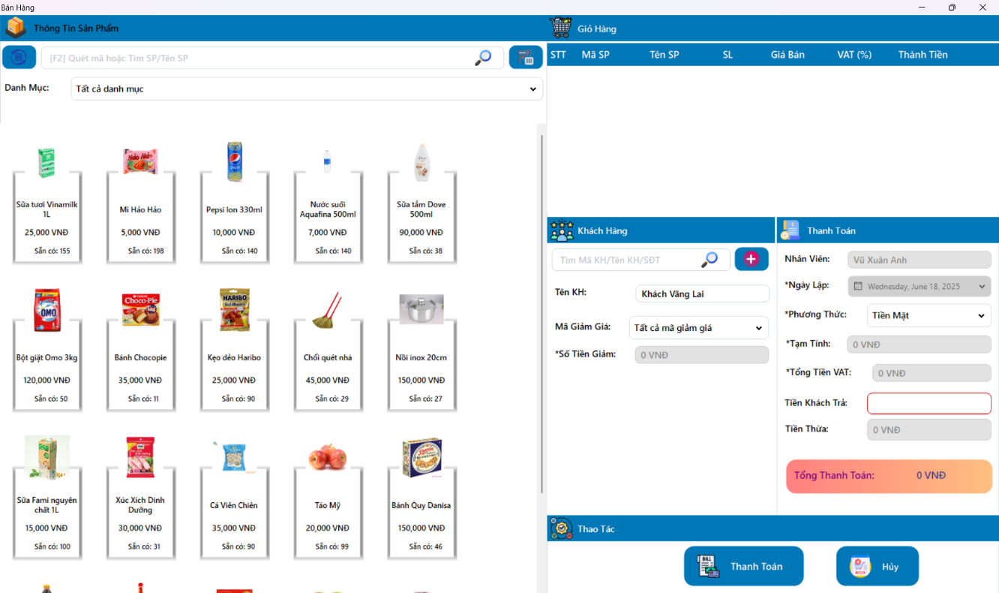 Bán Hàng
Thông Tin Sản Phẩm
[F2] Quét mã hoặc Tìm SP/Tên SP
Danh Mục:
Tất cả danh mục
Sữa tươi Vinamilk
1L
25,000 VNĐ
Sẵn có: 155
Hảo Hảo
Mì Hảo Hảo
5,000 VNĐ
Sẵn có: 198
pepsi
Pepsi lon 330ml
10,000 VNĐ
Sẵn có: 140
Nước suối
Aquafina 500ml
7,000 VNĐ
Sẵn có: 140
Dove
Sữa tắm Dove
500ml
90,000 VNĐ
Sẵn có: 38
OMO
Bột giặt Omo 3kg
120,000 VNĐ
Sẵn có: 50
ORION
Choco-Pie
Bánh Chocopie
35,000 VNĐ
Sẵn có: 11
HARIBO
Goldbears
Kẹo dẻo Haribo
25,000 VNĐ
Sẵn có: 90
Chổi quét nhà
45,000 VNĐ
Sẵn có: 29
Nồi inox 20cm
150,000 VNĐ
Sẵn có: 27
Sữa Fami nguyên
chất 1L
15,000 VNĐ
Sẵn có: 100
Xúc Xích Dinh
Dưỡng
30,000 VNĐ
Sẵn có: 31
Cá Viên Chiên
35,000 VNĐ
Sẵn có: 90
Táo Mỹ
20,000 VNĐ
Sẵn có: 99
Danisa
Bánh Quy Danisa
150,000 VNĐ
Sẵn có: 46
Giỏ Hàng
STT Mã SP Tên SP SL Giá Bán VAT (%) Thành Tiền
Khách Hàng
Tìm Mã KH/Tên KH/SĐT
Tên KH: Khách Vãng Lai
Mã Giảm Giá: Tất cả mã giảm giá
*Số Tiền Giảm: 0 VNĐ
Thanh Toán
Nhân Viên: Vũ Xuân Anh
*Ngày Lập: Wednesday, June 18, 2025
*Phương Thức: Tiền Mặt
*Tạm Tính: 0 VNĐ
*Tổng Tiền VAT: 0 VNĐ
Tiền Khách Trả:
Tiền Thừa: 0 VNĐ
Tổng Thanh Toán: 0 VNĐ
Thao Tác
BILL
Thanh Toán
Hủy